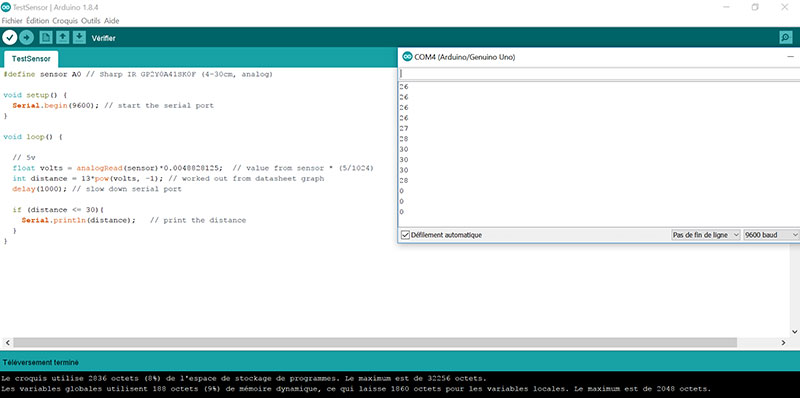 TestSensor | Arduino 1.8.4
Fichier Édition Croquis Outils Aide
Vérifier
TestSensor
#define sensor A0 // Sharp IR GP2Y0A41SK0F (4-30cm, analog)
void setup() {
Serial.begin(9600); // start the serial port
}
void loop() {
// 5v
float volts = analogRead(sensor)*0.0048828125; // value from sensor * (5/1024)
int distance = 13*pow(volts, -1); // worked out from datasheet graph
delay(1000); // slow down serial port
if (distance <= 30){
Serial.println(distance); // print the distance
}
}
COM4 (Arduino/Genuino Uno)
26
26
26
26
27
28
30
30
30
28
0
0
0
Défilement automatique
Pas de fin de ligne
9600 baud
Téléversement terminé
Le croquis utilise 2836 octets (8%) de l'espace de stockage de programmes. Le maximum est de 32256 octets.
Les variables globales utilisent 188 octets (9%) de mémoire dynamique, ce qui laisse 1860 octets pour les variables locales. Le maximum est de 2048 octets.